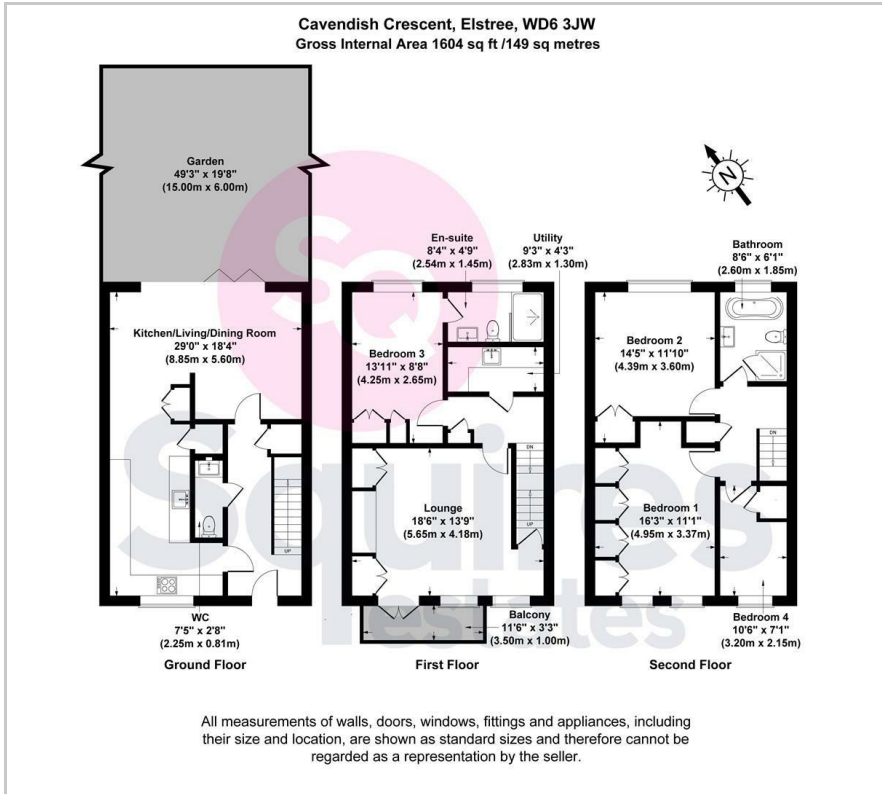 Cavendish Crescent, Elstree, WD6 3JW
Gross Internal Area 1604 sq ft /149 sq metres
Garden
49'3" x 19'8"
(15.00m x 6.00m)
N
Kitchen/Living/Dining Room
29'0" x 18'4"
(8.85m x 5.60m)
UP
WC
7'5" x 2'8"
(2.25m x 0.81m)
Ground Floor
En-suite
8'4" x 4'9"
(2.54m x 1.45m)
Utility
9'3" x 4'3"
(2.83m x 1.30m)
Bedroom 3
13'11" x 8'8"
(4.25m x 2.65m)
DN
Lounge
18'6" x 13'9"
(5.65m x 4.18m)
UP
Balcony
11'6" x 3'3"
(3.50m x 1.00m)
First Floor
Bathroom
8'6" x 6'1"
(2.60m x 1.85m)
Bedroom 2
14'5" x 11'10"
(4.39m x 3.60m)
DN
Bedroom 1
16'3" x 11'1"
(4.95m x 3.37m)
Bedroom 4
10'6" x 7'1"
(3.20m x 2.15m)
Second Floor
SQ
Squires
estates
All measurements of walls, doors, windows, fittings and appliances, including
their size and location, are shown as standard sizes and therefore cannot be
regarded as a representation by the seller.